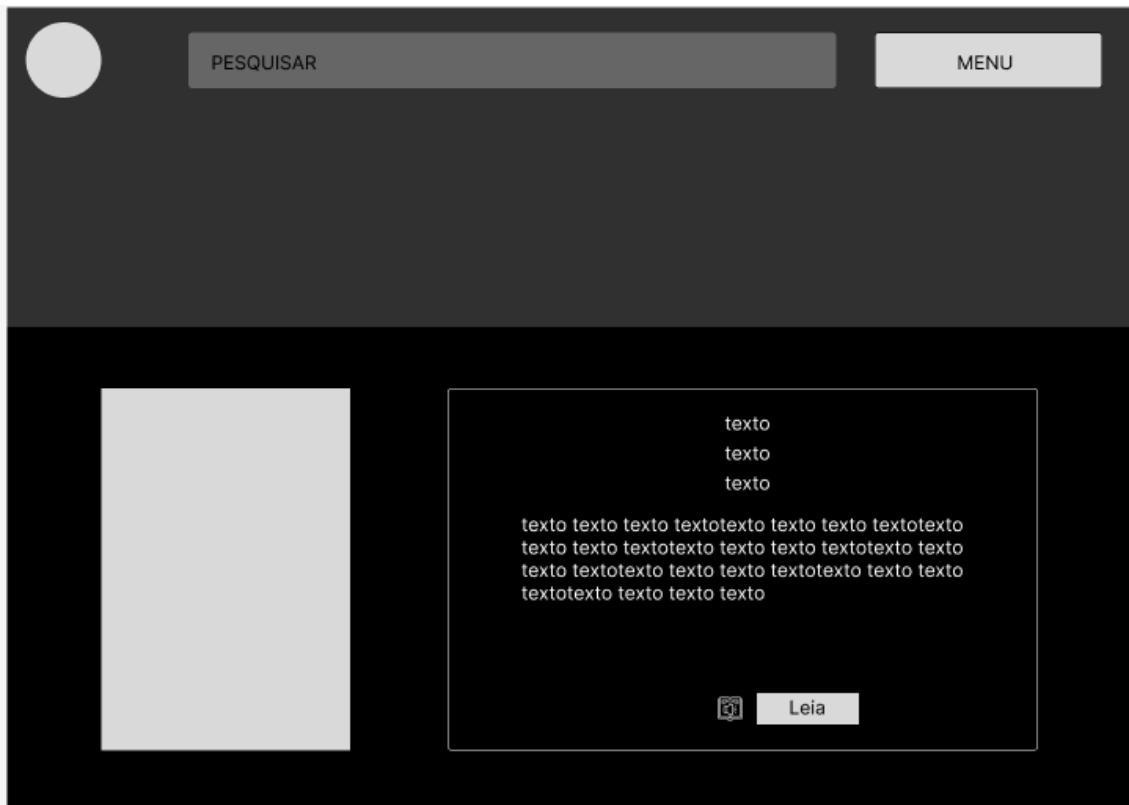 PESQUISAR
MENU
texto
texto
texto
texto texto texto textotexto texto texto textotexto
texto texto textotexto texto texto textotexto texto
texto textotexto texto texto textotexto texto texto
textotexto texto texto texto
Leia